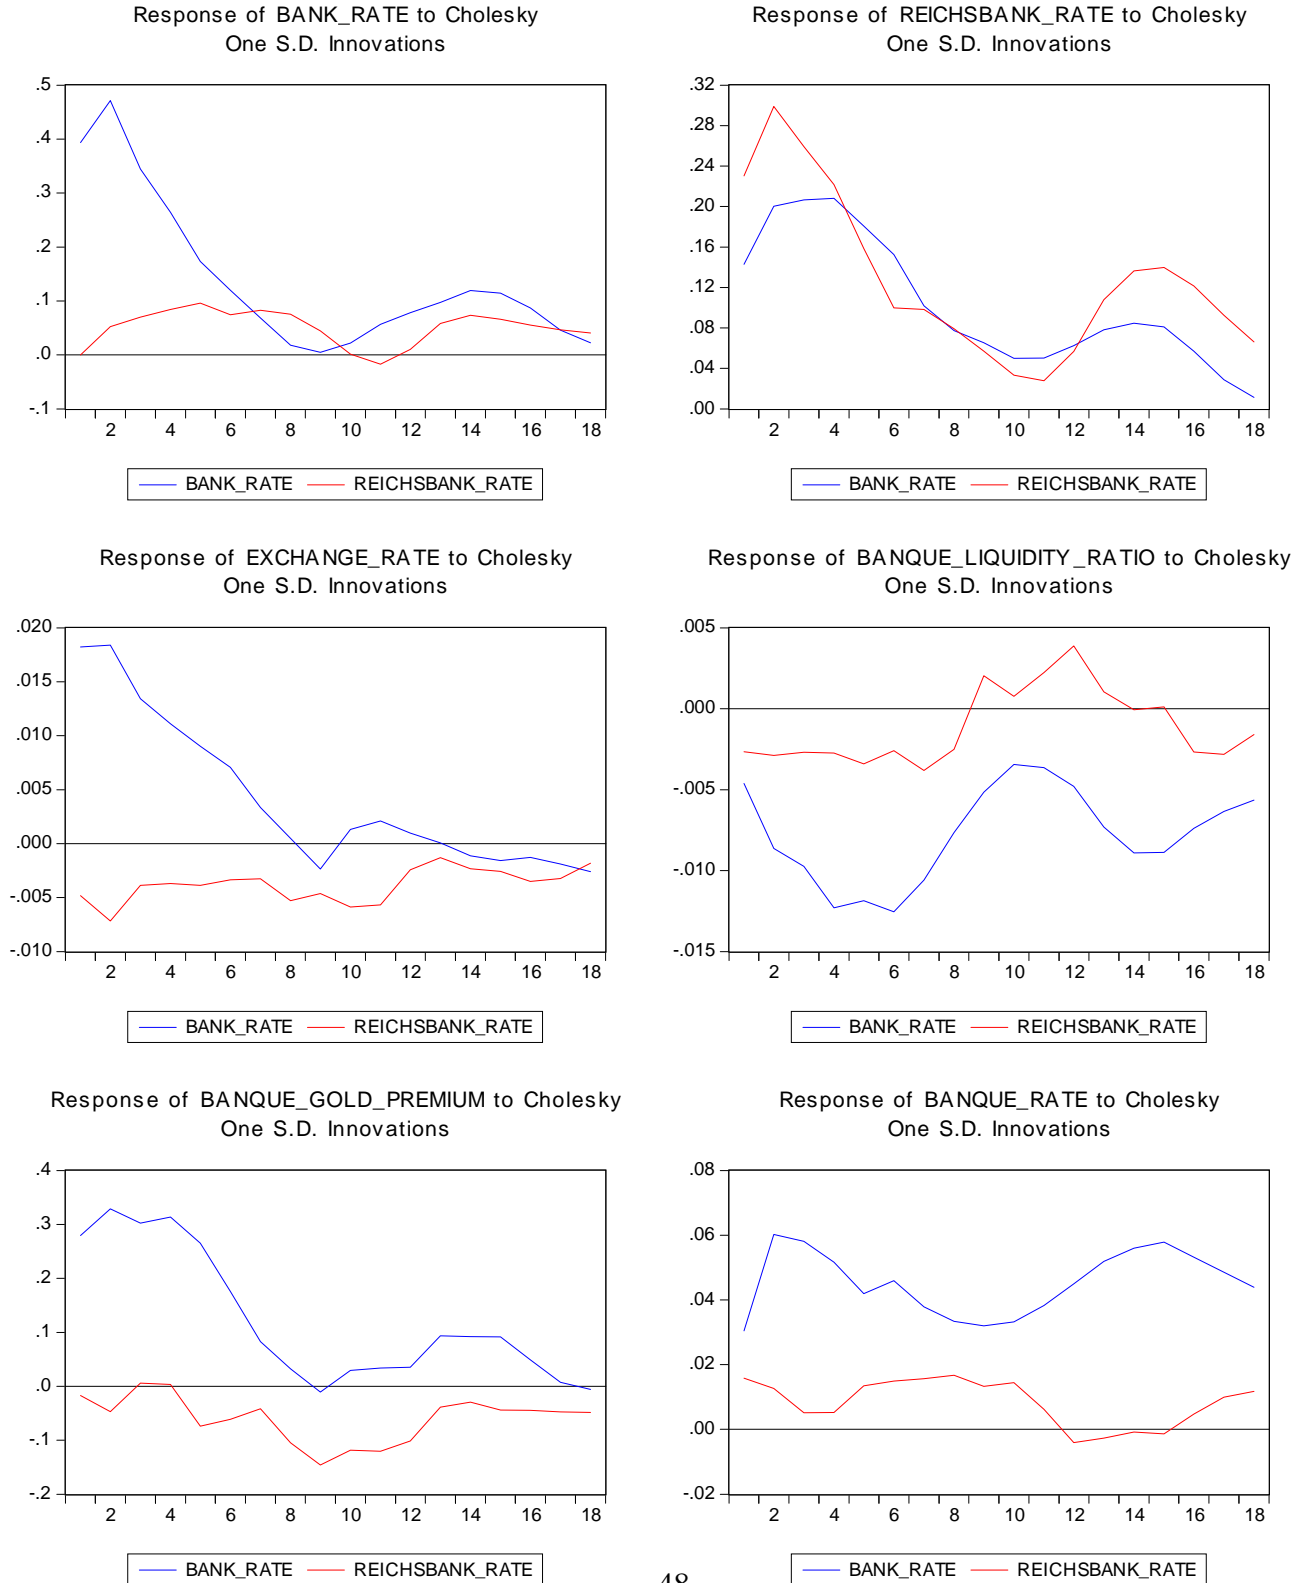 Response of BANK_RATE to Cholesky
One S.D. Innovations
.5
.4
.3
.2
.1
.0
-.1
2 4 6 8 10 12 14 16 18
BANK_RATE REICHSBANK_RATE
Response of REICHSBANK_RATE to Cholesky
One S.D. Innovations
.32
.28
.24
.20
.16
.12
.08
.04
.00
2 4 6 8 10 12 14 16 18
BANK_RATE REICHSBANK_RATE
Response of EXCHANGE_RATE to Cholesky
One S.D. Innovations
.020
.015
.010
.005
.000
-.005
-.010
2 4 6 8 10 12 14 16 18
BANK_RATE REICHSBANK_RATE
Response of BANQUE_LIQUIDITY_RATIO to Cholesky
One S.D. Innovations
.005
.000
-.005
-.010
-.015
2 4 6 8 10 12 14 16 18
BANK_RATE REICHSBANK_RATE
Response of BANQUE_GOLD_PREMIUM to Cholesky
One S.D. Innovations
.4
.3
.2
.1
.0
-.1
-.2
2 4 6 8 10 12 14 16 18
BANK_RATE REICHSBANK_RATE
Response of BANQUE_RATE to Cholesky
One S.D. Innovations
.08
.06
.04
.02
.00
-.02
2 4 6 8 10 12 14 16 18
BANK_RATE REICHSBANK_RATE
48